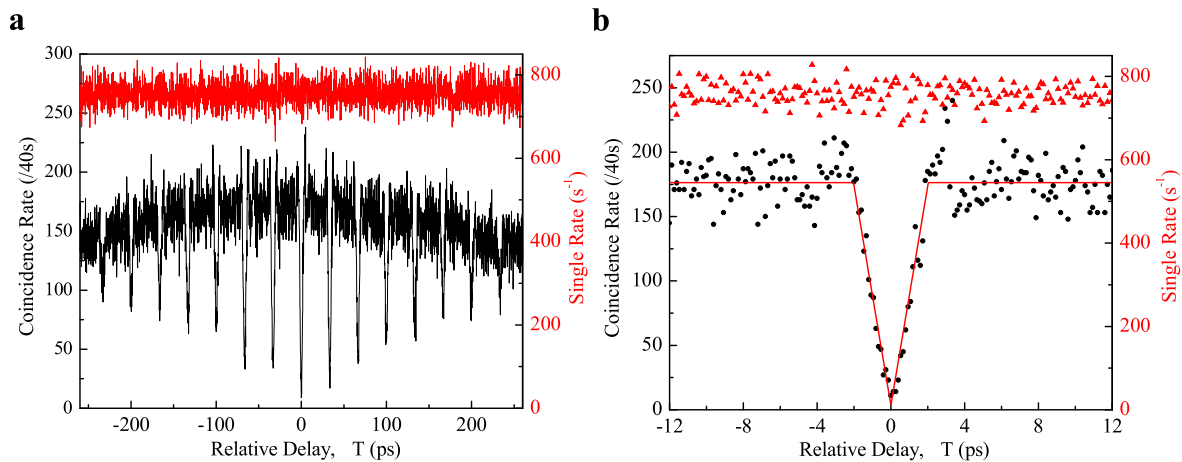 a
300
250
200
150
100
50
0
-200 -100 0 100 200
800
600
400
200
0
Coincidence Rate (/40s)
Single Rate (s⁻¹)
Relative Delay, T (ps)
b
250
200
150
100
50
0
-12 -8 -4 0 4 8 12
800
600
400
200
0
Coincidence Rate (/40s)
Single Rate (s⁻¹)
Relative Delay, T (ps)